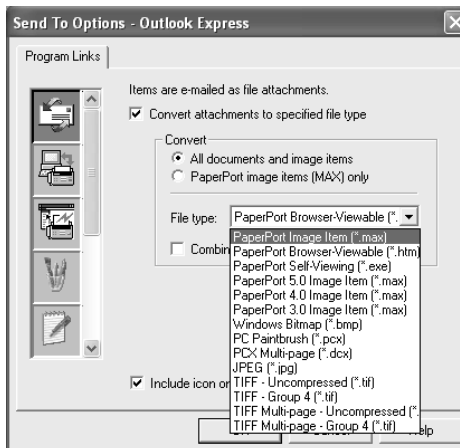 Send To Options - Outlook Express
Program Links
Items are e-mailed as file attachments.
Convert attachments to specified file type
Convert
All documents and image items
PaperPort image items (MAX) only
File type: PaperPort Browser-Viewable (*.
PaperPort Image Item (*.max)
Combin
PaperPort Browser-Viewable (*.htm)
PaperPort Self-Viewing (*.exe)
PaperPort 5.0 Image Item (*.max)
PaperPort 4.0 Image Item (*.max)
PaperPort 3.0 Image Item (*.max)
Windows Bitmap (*.bmp)
PC Paintbrush (*.pcx)
PCX Multi-page (*.dcx)
JPEG (*.jpg)
Include icon on
TIFF - Uncompressed (*.tif)
TIFF - Group 4 (*.tif)
TIFF Multi-page - Uncompressed (*.
TIFF Multi-page - Group 4 (*.tif)